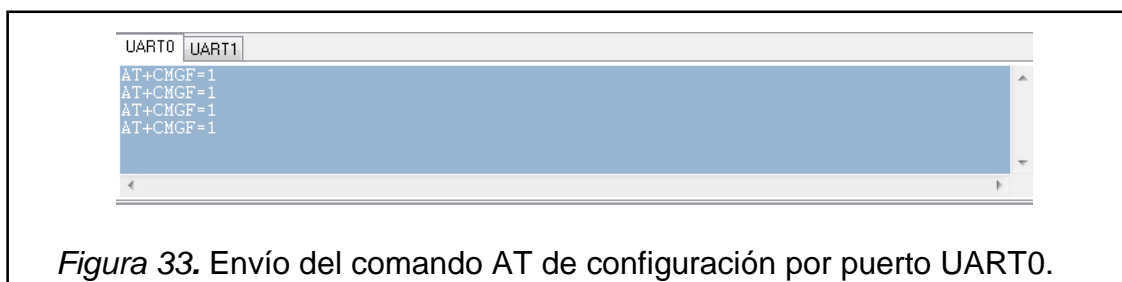 UART0 UART1
AT+CMGF=1
AT+CMGF=1
AT+CMGF=1
AT+CMGF=1
Figura 33. Envío del comando AT de configuración por puerto UART0.